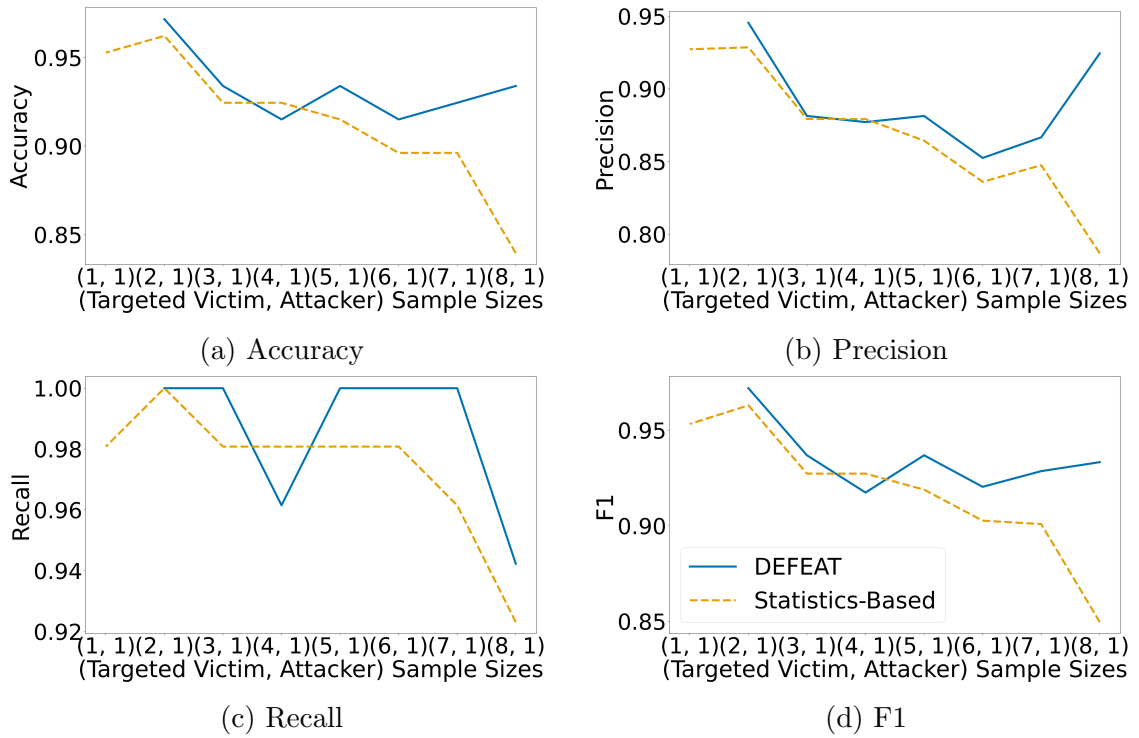 0.95
0.90
0.85
Accuracy
(1, 1)(2, 1)(3, 1)(4, 1)(5, 1)(6, 1)(7, 1)(8, 1)
(Targeted Victim, Attacker) Sample Sizes
(a) Accuracy
0.95
0.90
0.85
0.80
Precision
(1, 1)(2, 1)(3, 1)(4, 1)(5, 1)(6, 1)(7, 1)(8, 1)
(Targeted Victim, Attacker) Sample Sizes
(b) Precision
1.00
0.98
0.96
0.94
0.92
Recall
(1, 1)(2, 1)(3, 1)(4, 1)(5, 1)(6, 1)(7, 1)(8, 1)
(Targeted Victim, Attacker) Sample Sizes
(c) Recall
0.95
0.90
0.85
F1
DEFEAT
Statistics-Based
(1, 1)(2, 1)(3, 1)(4, 1)(5, 1)(6, 1)(7, 1)(8, 1)
(Targeted Victim, Attacker) Sample Sizes
(d) F1